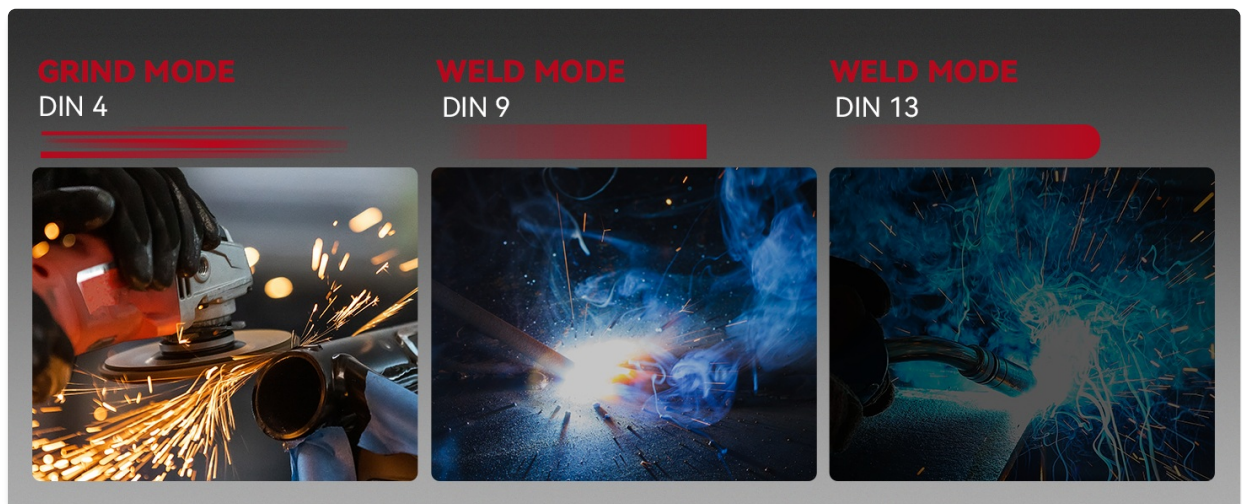 GRIND MODE
DIN 4
WELD MODE
DIN 9
WELD MODE
DIN 13